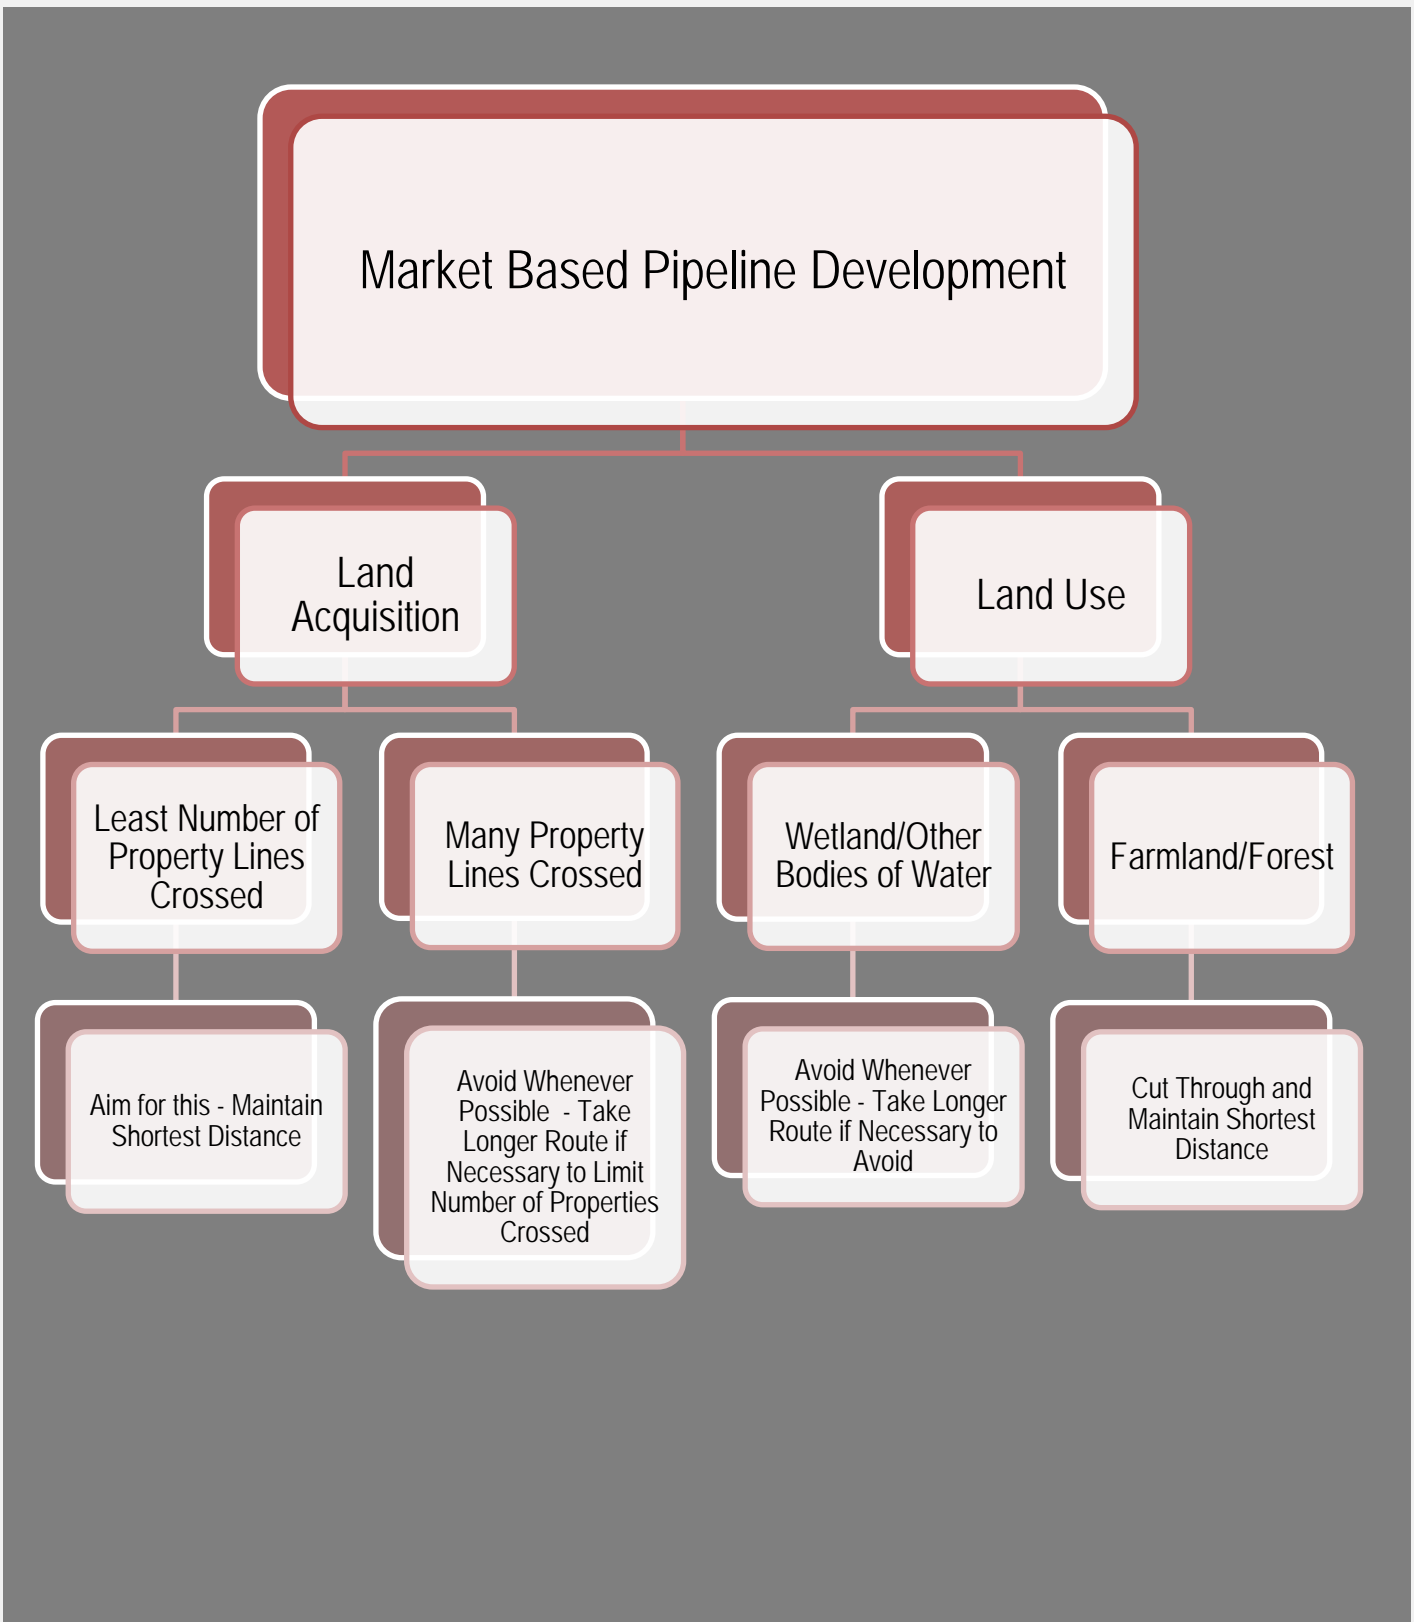 Market Based Pipeline Development
Land
Acquisition
Land Use
Least Number of
Property Lines
Crossed
Many Property
Lines Crossed
Wetland/Other
Bodies of Water
Farmland/Forest
Aim for this - Maintain
Shortest Distance
Avoid Whenever
Possible  - Take
Longer Route if
Necessary to Limit
Number of Properties
Crossed
Avoid Whenever
Possible - Take Longer
Route if Necessary to
Avoid
Cut Through and
Maintain Shortest
Distance